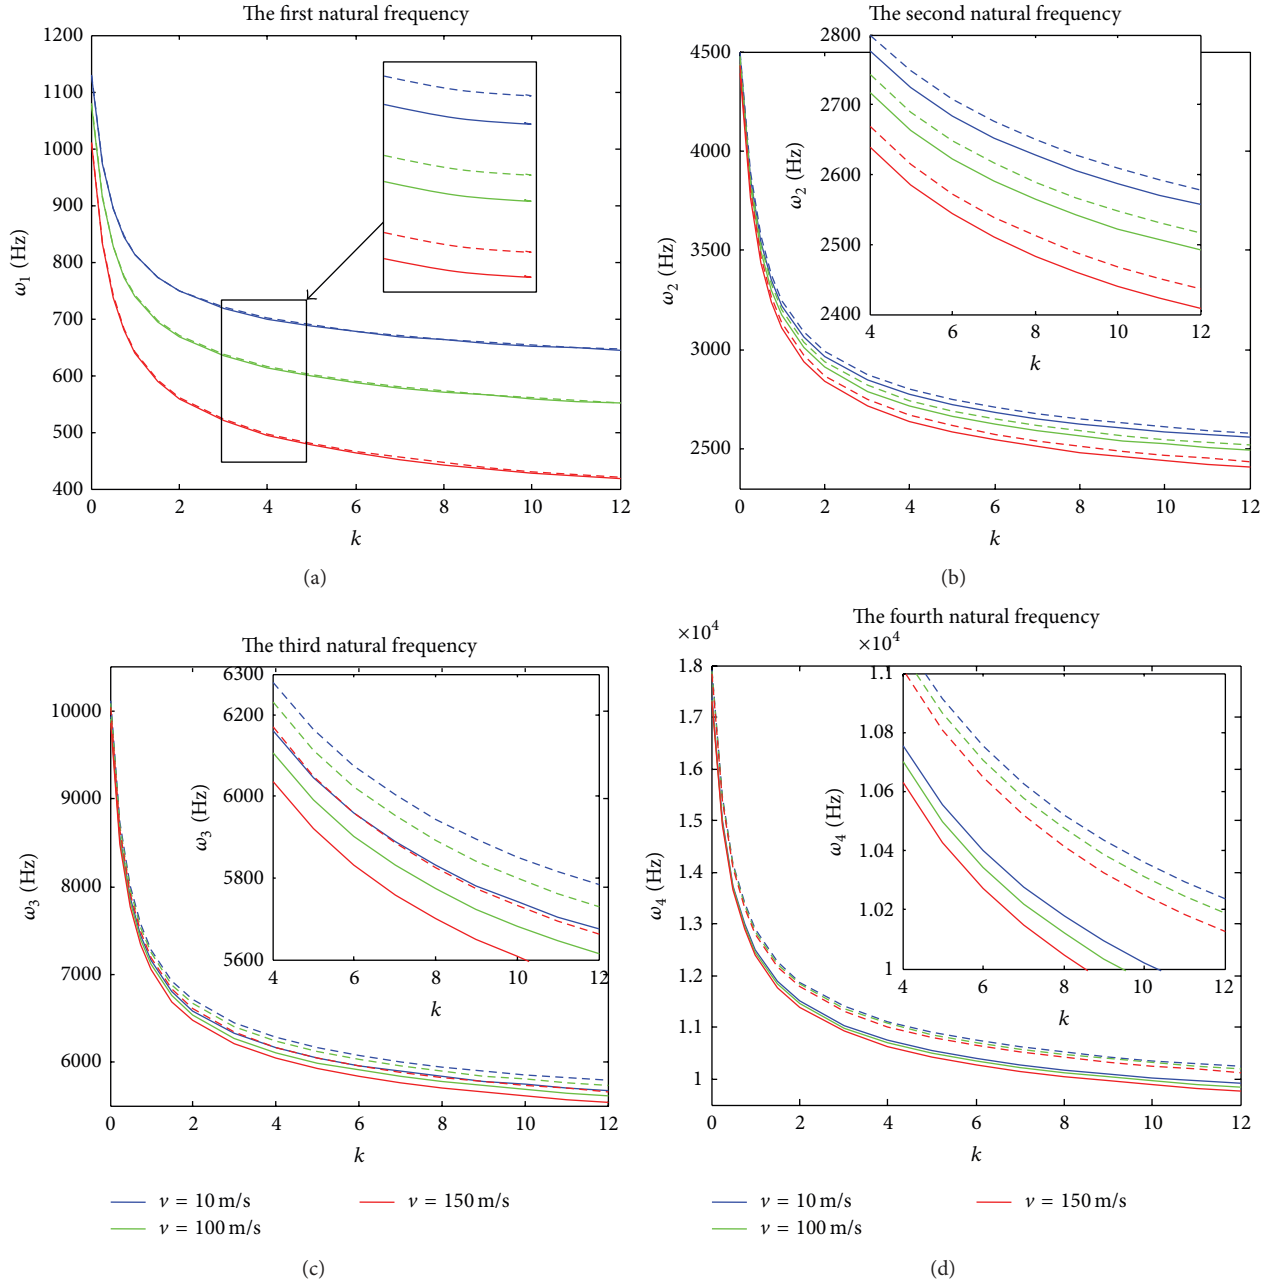 The first natural frequency
1200
1100
1000
900
800
700
600
500
400
0 2 4 6 8 10 12
ω1 (Hz)
k
(a)
The second natural frequency
4500
4000
3500
3000
2500
0 2 4 6 8 10 12
ω2 (Hz)
k
2800
2700
2600
2500
2400
4 6 8 10 12
ω2 (Hz)
k
(b)
The third natural frequency
10000
9000
8000
7000
6000
0 2 4 6 8 10 12
ω3 (Hz)
k
6300
6200
6000
5800
5600
4 6 8 10 12
ω3 (Hz)
k
ν = 10 m/s
ν = 100 m/s
ν = 150 m/s
(c)
The fourth natural frequency
×10^4
1.8
1.7
1.6
1.5
1.4
1.3
1.2
1.1
1
0 2 4 6 8 10 12
ω4 (Hz)
k
×10^4
1.1
1.08
1.06
1.04
1.02
1
4 6 8 10 12
ω4 (Hz)
k
ν = 10 m/s
ν = 100 m/s
ν = 150 m/s
(d)